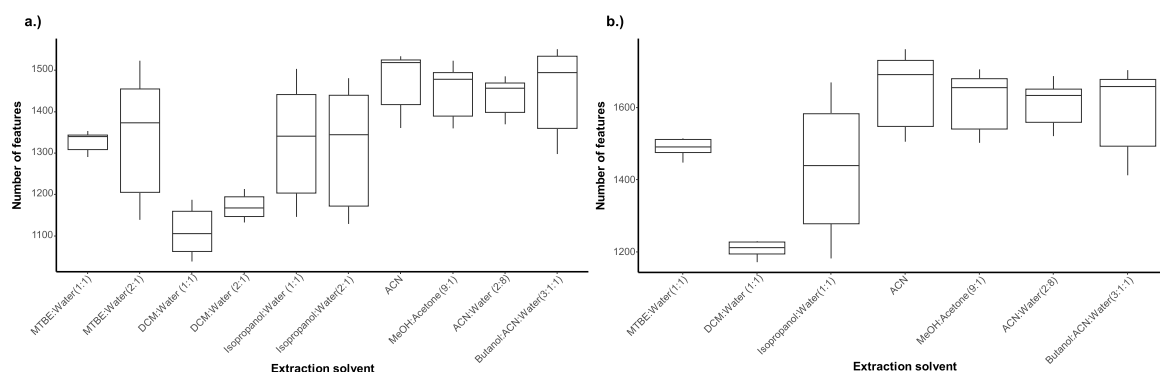 a.)
Number of features
1500
1400
1300
1200
1100
MTBE:Water(1:1)
MTBE:Water(2:1)
DCM:Water (1:1)
DCM:Water (2:1)
Isopropanol:Water (1:1)
Isopropanol:Water(2:1)
ACN
MeOH:Acetone(9:1)
ACN:Water (2:8)
Butanol:ACN:Water(3:1:1)
Extraction solvent
b.)
Number of features
1600
1400
1200
MTBE:Water(1:1)
DCM:Water (1:1)
Isopropanol:Water(1:1)
ACN
MeOH:Acetone(9:1)
ACN:Water(2:8)
Butanol:ACN:Water(3:1:1)
Extraction solvent